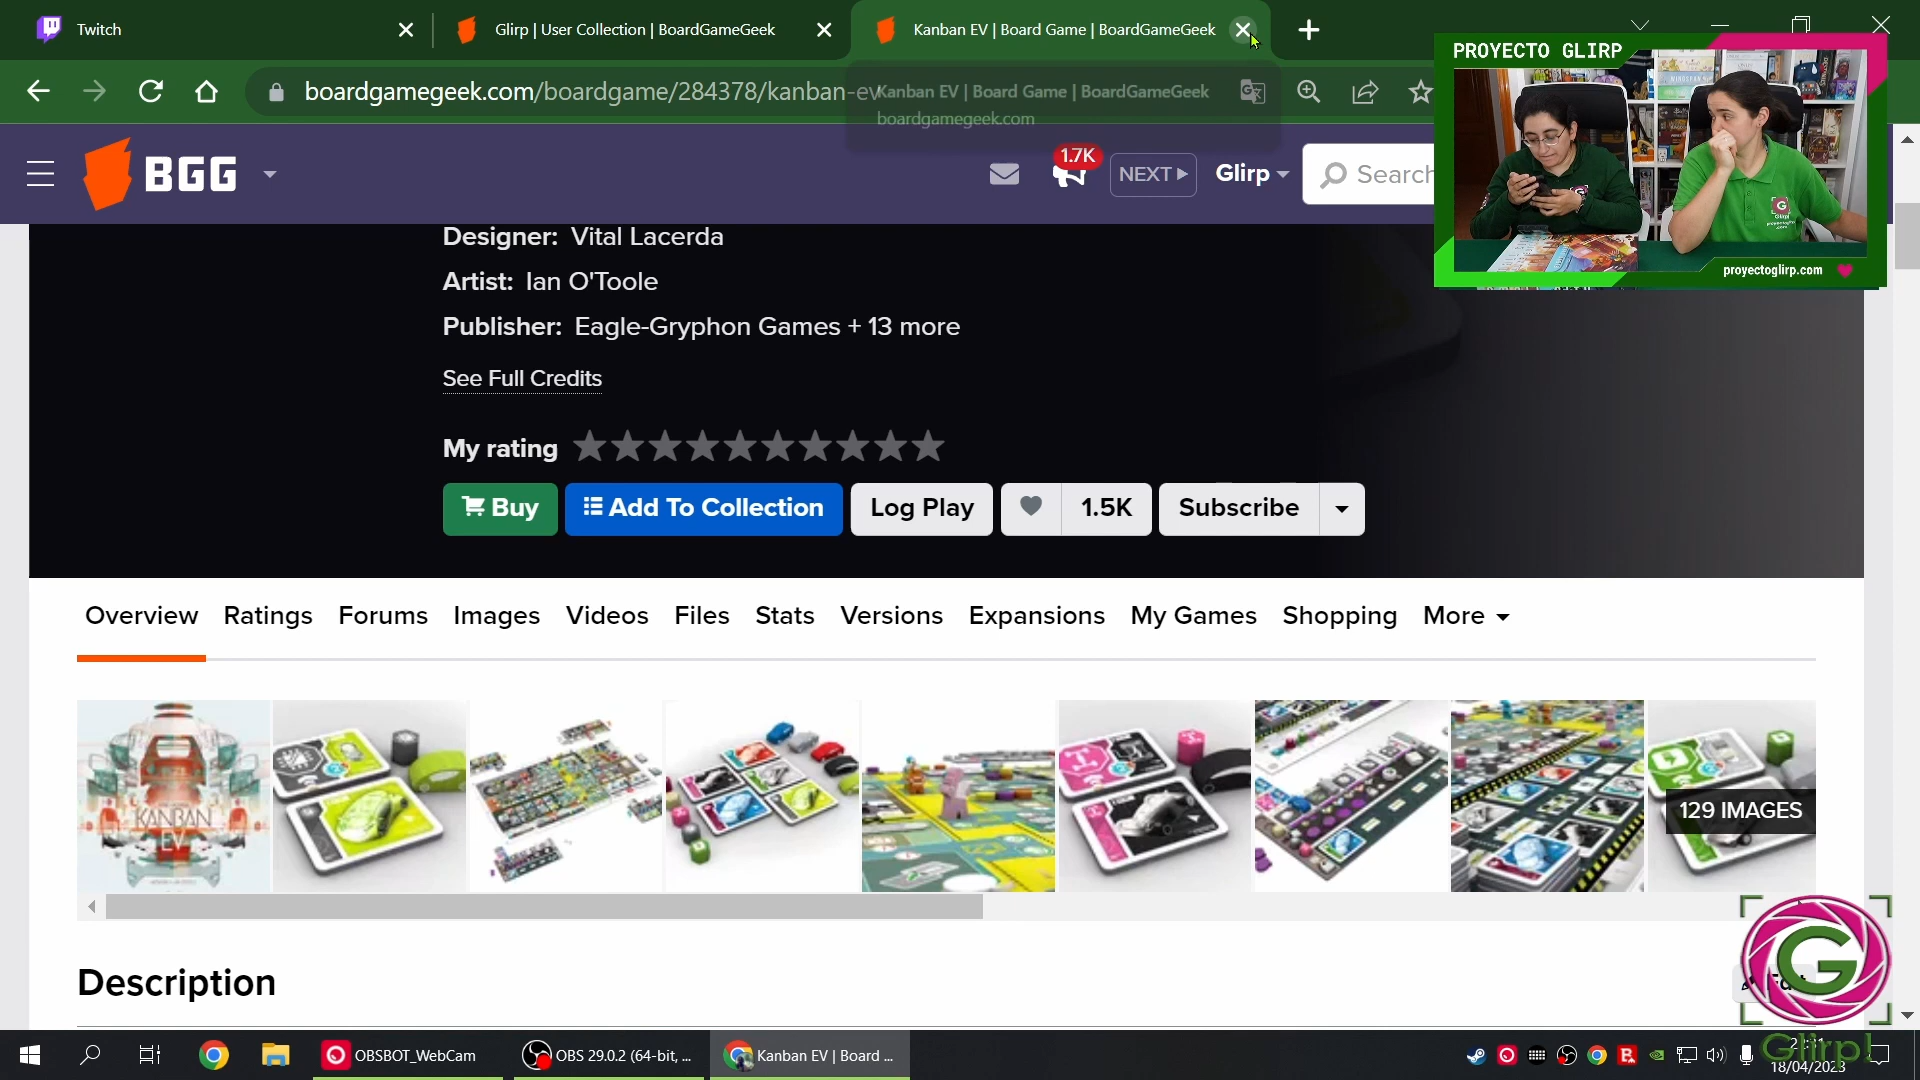 Twitch
Glirp | User Collection | BoardGameGeek
Kanban EV | Board Game | BoardGameGeek
boardgamegeek.com/boardgame/284378/kanban-ev
Kanban EV | Board Game | BoardGameGeek
boardgamegeek.com
PROYECTO GLIRP
proyectoglirp.com
BGG
1.7K
NEXT
Glirp
Search
Designer: Vital Lacerda
Artist: Ian O'Toole
Publisher: Eagle-Gryphon Games + 13 more
See Full Credits
My rating
Buy
Add To Collection
Log Play
1.5K
Subscribe
Overview
Ratings
Forums
Images
Videos
Files
Stats
Versions
Expansions
My Games
Shopping
More
KANBAN
EV
129 IMAGES
Description
G
Glirp!
OBSBOT_WebCam
OBS 29.0.2 (64-bit, ...
Kanban EV | Board ...
18/04/2023